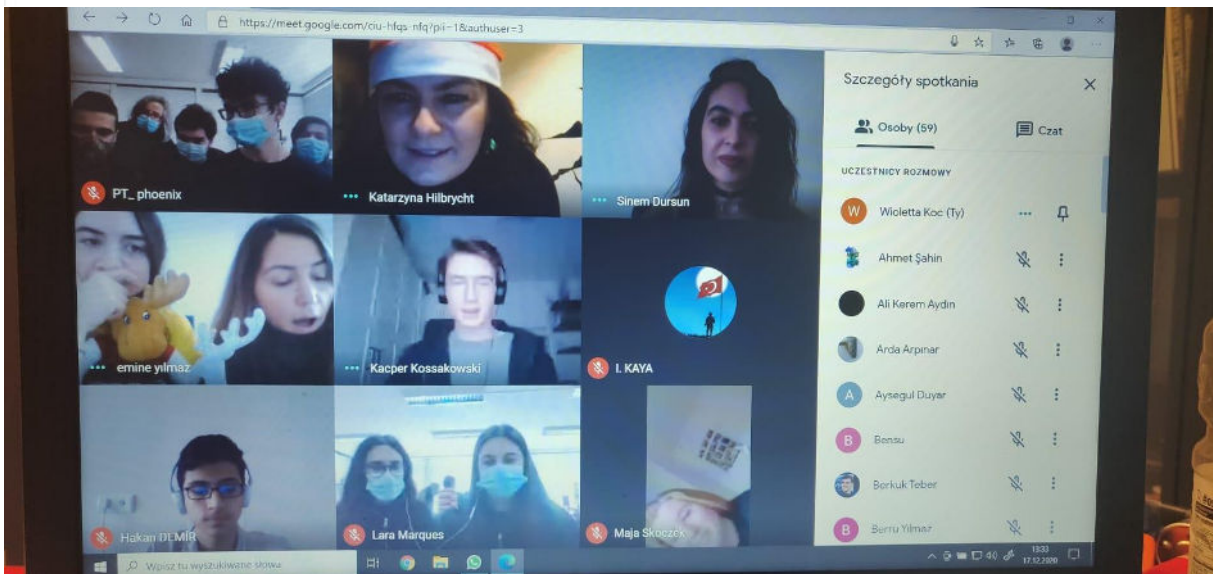 https://meet.google.com/ciu-hfqs-nfq?pli=1&authuser=3
Szczegóły spotkania
Osoby (59)
Czat
UCZESTNICY ROZMOWY
W
Wioletta Koc (Ty)
Ahmet Şahin
Ali Kerem Aydın
Arda Arpınar
A
Aysegul Duyar
B
Bensu
Berkuk Teber
B
Berru Yılmaz
PT_ phoenix
Katarzyna Hilbrycht
Sinem Dursun
emine yılmaz
Kacper Kossakowski
I. KAYA
Hakan DEMİR
Lara Marques
Maja Skoczek
Wpisz tu wyszukiwane słowa
13:33
17.12.2020